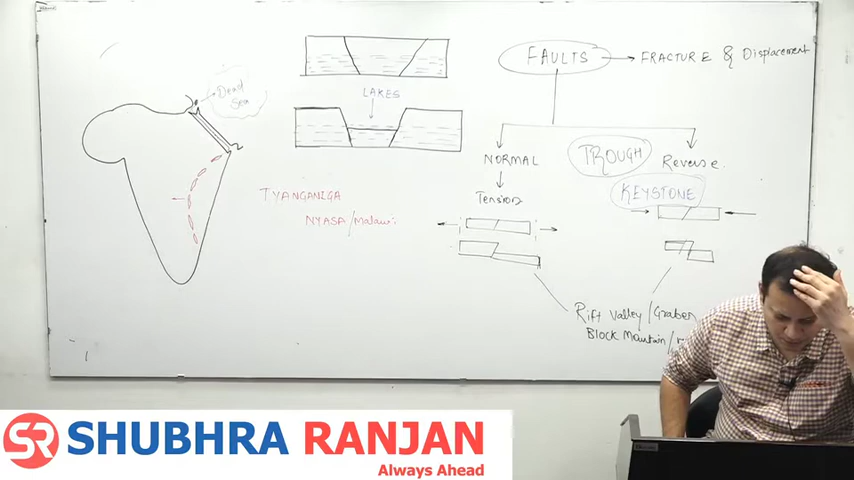 FAULTS → FRACTURE & Displacement
Dead
Sea
LAKES
NORMAL
TROUGH
Reverse
KEYSTONE
Tension
TYANGANIGA
NYASA/Malawi
Rift Valley/Graben
Block Mountain/
SHUBHRA RANJAN
Always Ahead
SR